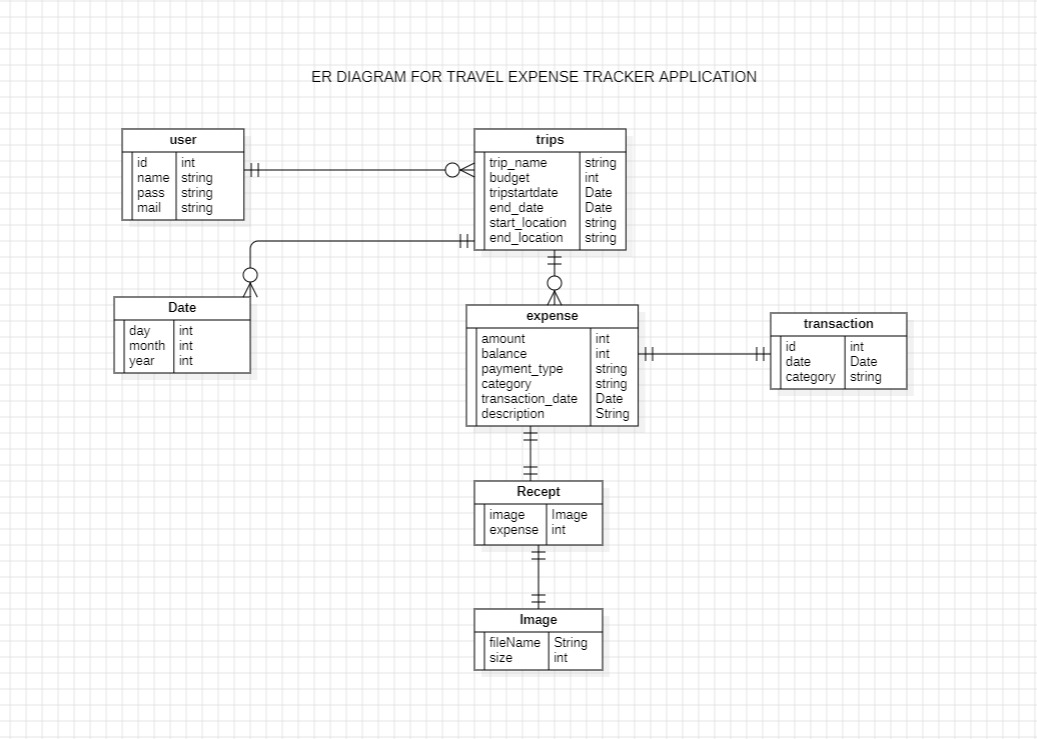 ER DIAGRAM FOR TRAVEL EXPENSE TRACKER APPLICATION
user
id int
name string
pass string
mail string
trips
trip_name string
budget int
tripstartdate Date
end_date Date
start_location string
end_location string
Date
day int
month int
year int
expense
amount int
balance int
payment_type string
category string
transaction_date Date
description String
transaction
id int
date Date
category string
Recept
image Image
expense int
Image
fileName String
size int